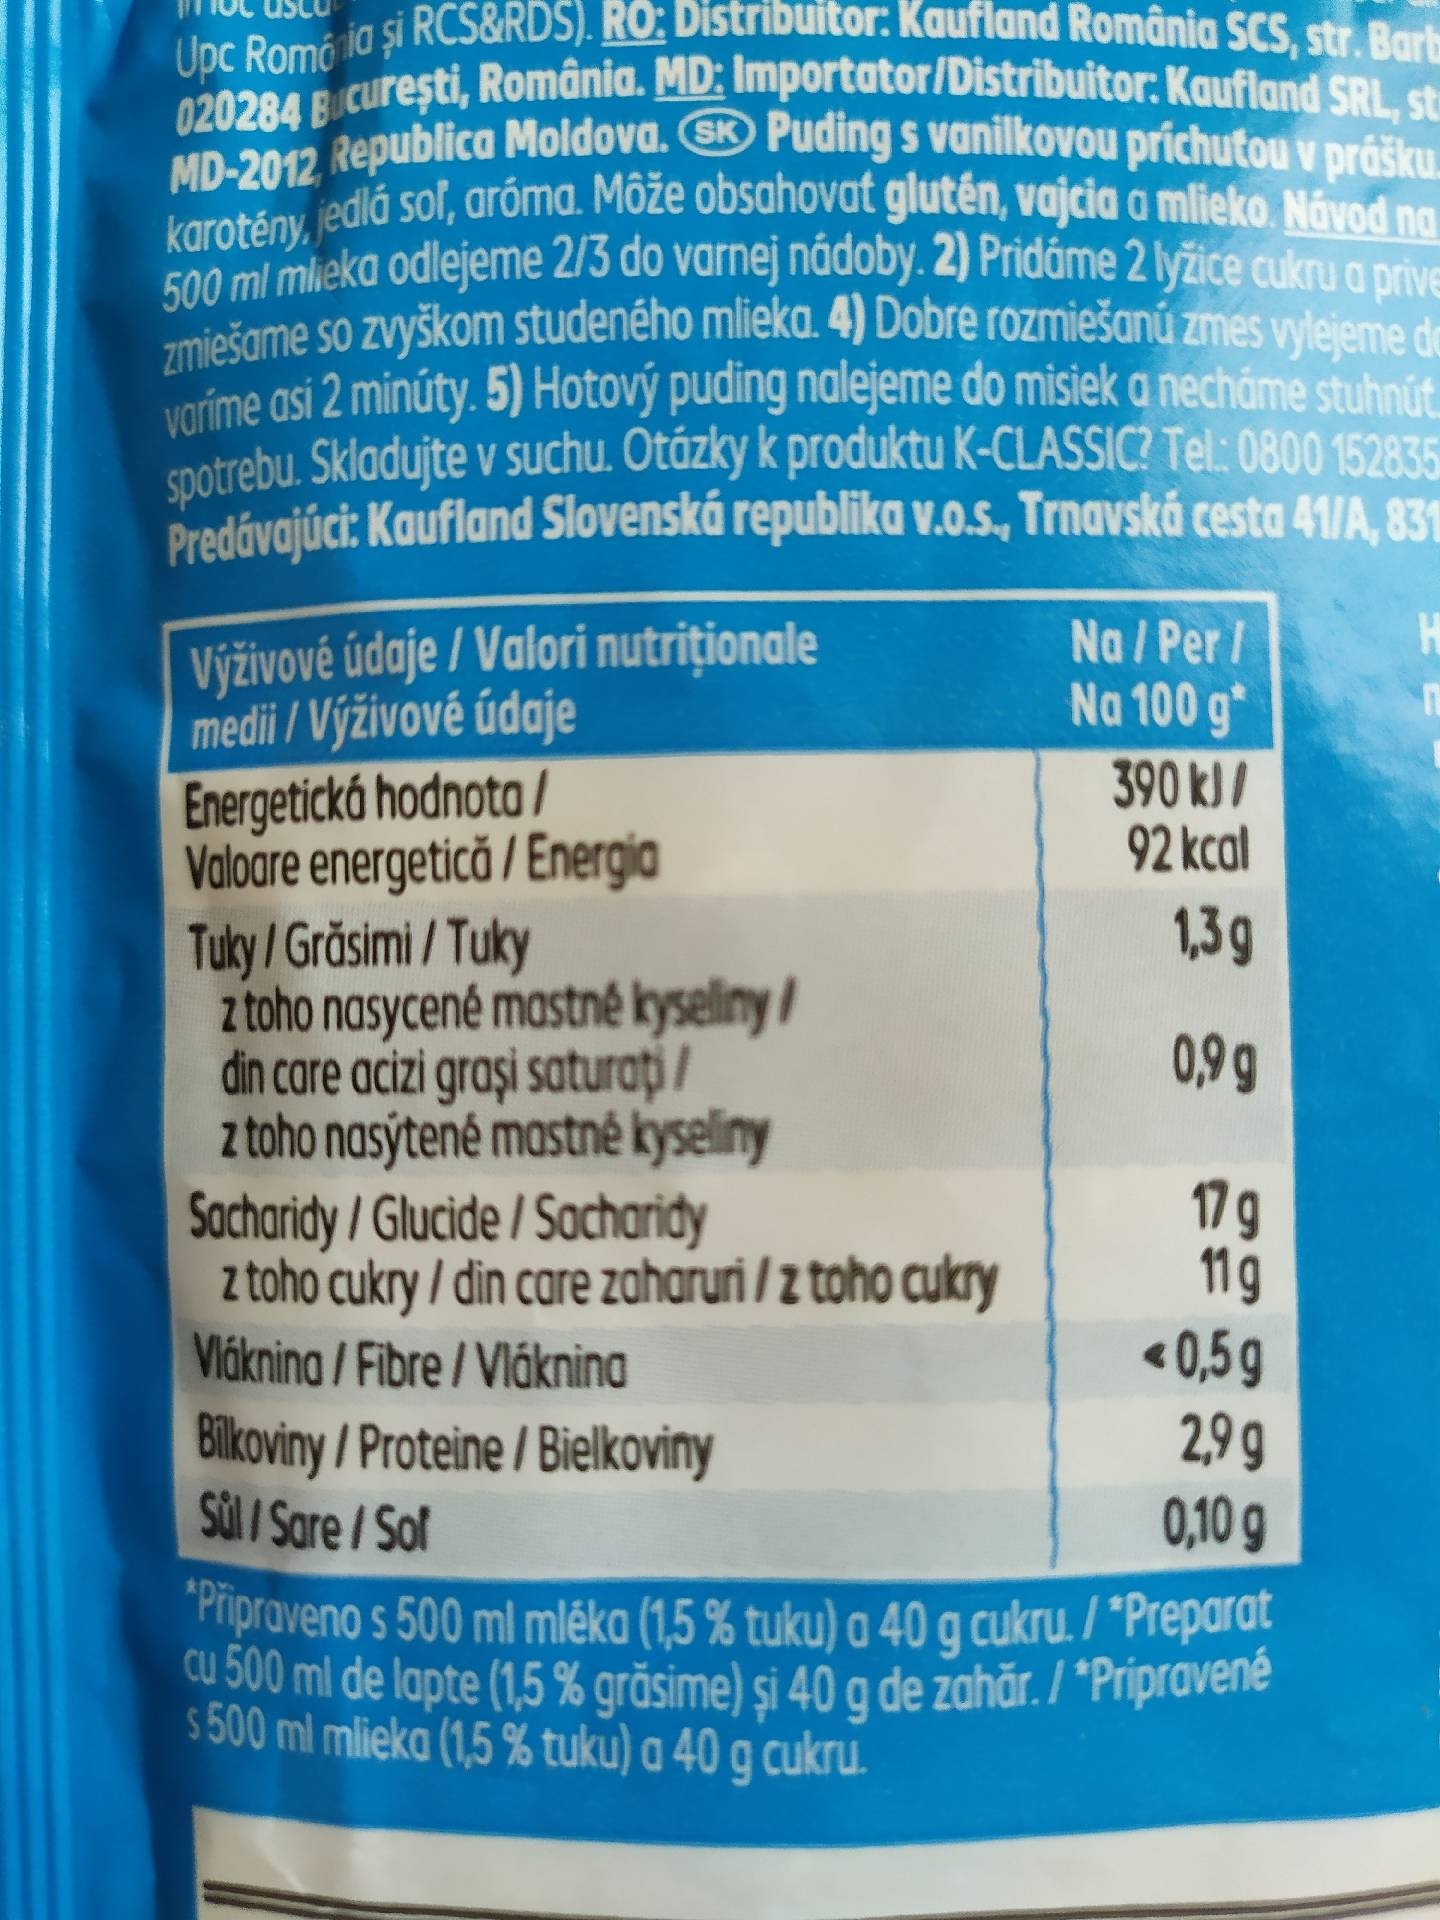 Upc România și RCS&RDS). RO: Distribuitor: Kaufland România SCS, str. Barb
020284 București, România. MD: Importator/Distribuitor: Kaufland SRL, st
MD-2012, Republica Moldova. SK Puding s vanilkovou príchuťou v prášku.
karotény, jedlá soľ, aróma. Môže obsahovať glutén, vajcia a mlieko. Návod na
500 ml mlieka odlejeme 2/3 do varnej nádoby. 2) Pridáme 2 lyžice cukru a prive
zmiešame so zvyškom studeného mlieka. 4) Dobre rozmiešanú zmes vylejeme do
varíme asi 2 minúty. 5) Hotový puding nalejeme do misiek a necháme stuhnúť.
spotrebu. Skladujte v suchu. Otázky k produktu K-CLASSIC? Tel.: 0800 152835
Predávajúci: Kaufland Slovenská republika v.o.s., Trnavská cesta 41/A, 831
Výživové údaje / Valori nutriționale
medii / Výživové údaje
Na / Per /
Na 100 g*
Energetická hodnota /
Valoare energetică / Energia
390 kJ /
92 kcal
Tuky / Grăsimi / Tuky
1,3 g
z toho nasycené mastné kyseliny /
din care acizi grași saturați /
z toho nasýtené mastné kyseliny
0,9 g
Sacharidy / Glucide / Sacharidy
17 g
z toho cukry / din care zaharuri / z toho cukry
11 g
Vláknina / Fibre / Vláknina
< 0,5 g
Bílkoviny / Proteine / Bielkoviny
2,9 g
Sůl / Sare / Soľ
0,10 g
*Připraveno s 500 ml mléka (1,5 % tuku) a 40 g cukru. / *Preparat
cu 500 ml de lapte (1,5 % grăsime) și 40 g de zahăr. / *Pripravené
s 500 ml mlieka (1,5 % tuku) a 40 g cukru.